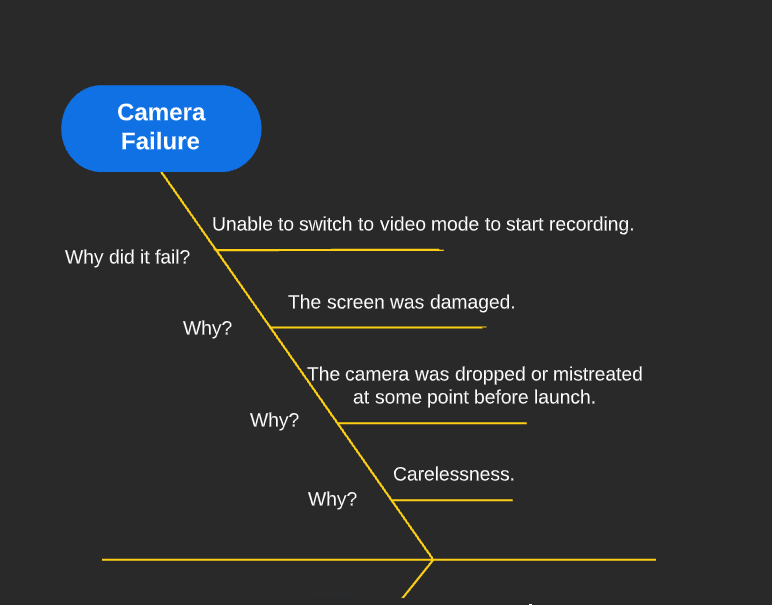 Camera
Failure
Unable to switch to video mode to start recording.
Why did it fail?
The screen was damaged.
Why?
The camera was dropped or mistreated
at some point before launch.
Why?
Carelessness.
Why?